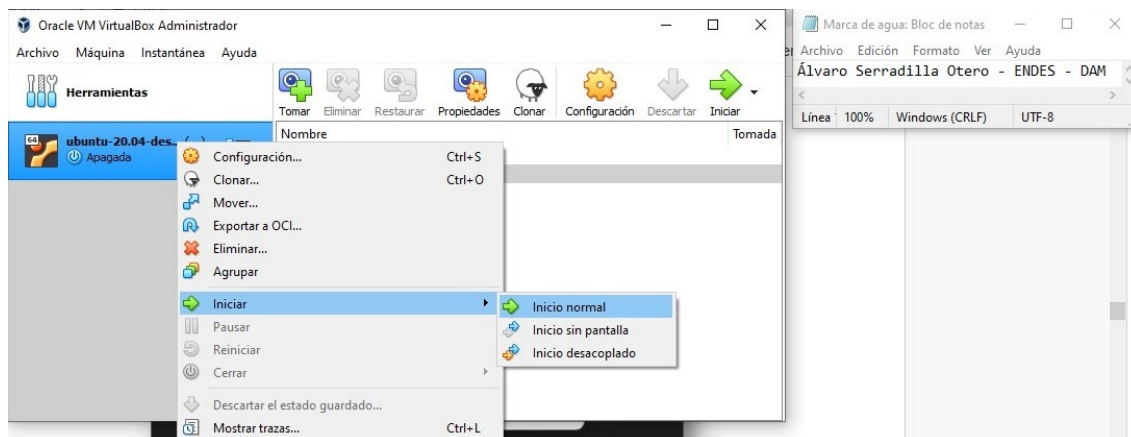 Oracle VM VirtualBox Administrador
Archivo Máquina Instantánea Ayuda
Herramientas
Tomar Eliminar Restaurar Propiedades Clonar Configuración Descartar Iniciar
64
ubuntu-20.04-des...
Apagada
Nombre Tomada
Configuración... Ctrl+S
Clonar... Ctrl+O
Mover...
Exportar a OCI...
Eliminar...
Agrupar
Iniciar
Pausar
Reiniciar
Cerrar
Descartar el estado guardado...
Mostrar trazas... Ctrl+L
Inicio normal
Inicio sin pantalla
Inicio desacoplado
Marca de agua: Bloc de notas
Archivo Edición Formato Ver Ayuda
Álvaro Serradilla Otero - ENDES - DAM
Línea 100% Windows (CRLF) UTF-8